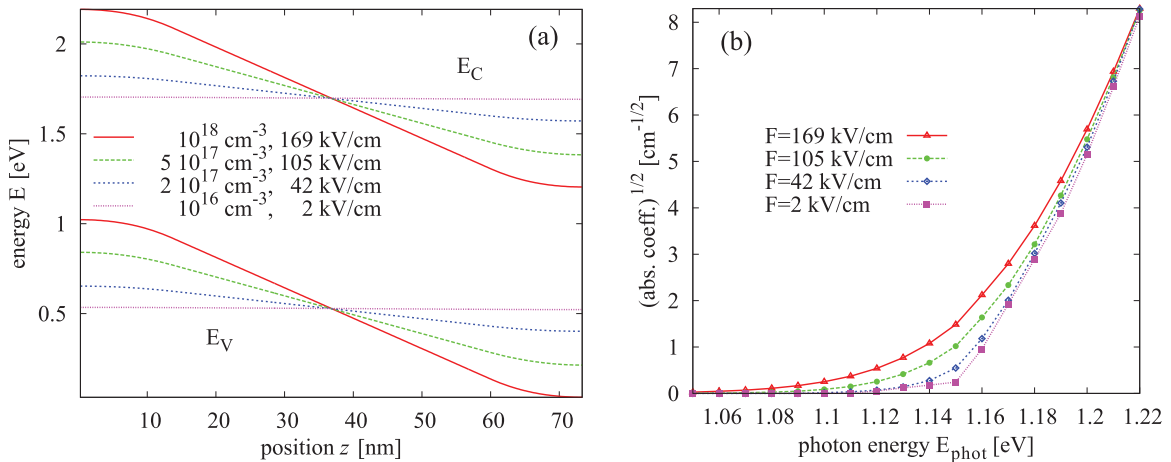 (a)
E_C
2
10^18 cm^-3, 169 kV/cm
5 10^17 cm^-3, 105 kV/cm
2 10^17 cm^-3, 42 kV/cm
10^16 cm^-3, 2 kV/cm
1.5
1
0.5
E_V
energy E [eV]
10 20 30 40 50 60 70
position z [nm]
(b)
F=169 kV/cm
F=105 kV/cm
F=42 kV/cm
F=2 kV/cm
8
7
6
5
4
3
2
1
0
(abs. coeff.)^1/2 [cm^-1/2]
1.06 1.08 1.1 1.12 1.14 1.16 1.18 1.2 1.22
photon energy E_phot [eV]